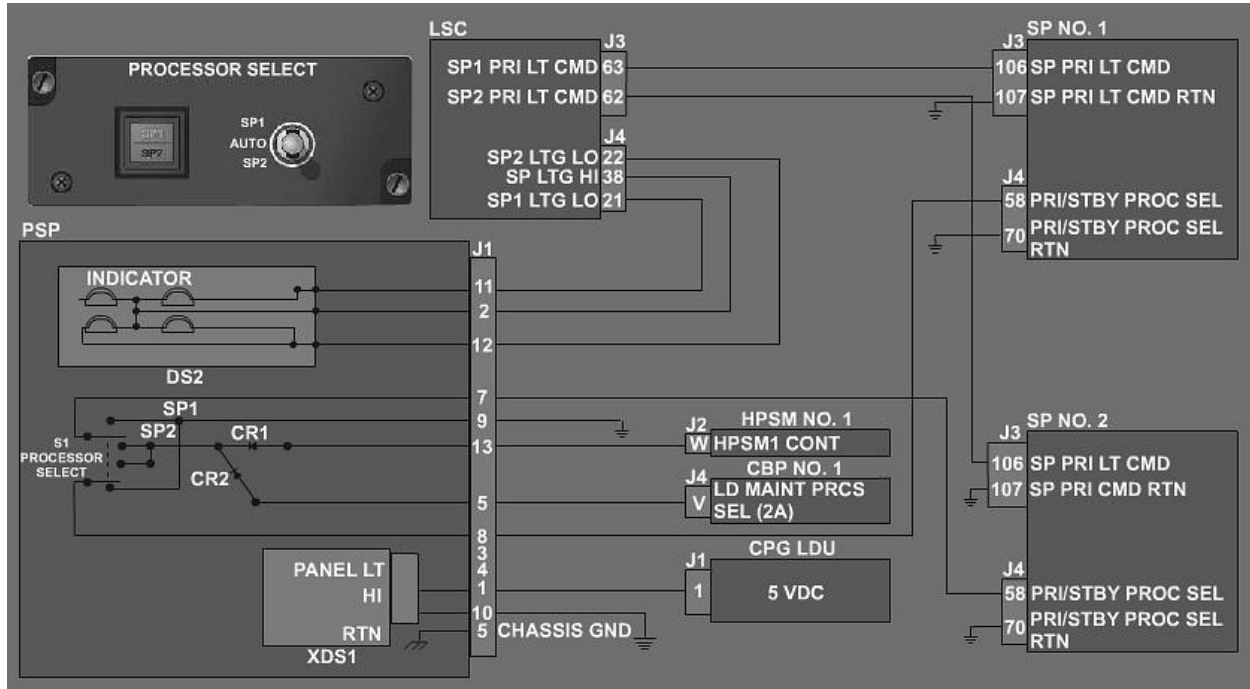 PROCESSOR SELECT
SP1
AUTO
SP2
SP1
SP2
LSC
J3
SP1 PRI LT CMD 63
SP2 PRI LT CMD 62
J4
SP2 LTG LO 22
SP LTG HI 38
SP1 LTG LO 21
SP NO. 1
J3
106 SP PRI LT CMD
107 SP PRI LT CMD RTN
J4
58 PRI/STBY PROC SEL
70 PRI/STBY PROC SEL
RTN
PSP
J1
INDICATOR
DS2
11
2
12
7
9
13
5
8
3
4
1
10
5 CHASSIS GND
SP1
SP2
CR1
CR2
S1
PROCESSOR
SELECT
PANEL LT
HI
RTN
XDS1
HPSM NO. 1
J2
W HPSM1 CONT
CBP NO. 1
J4
V LD MAINT PRCS
SEL (2A)
CPG LDU
J1
1 5 VDC
SP NO. 2
J3
106 SP PRI LT CMD
107 SP PRI CMD RTN
J4
58 PRI/STBY PROC SEL
70 PRI/STBY PROC SEL
RTN